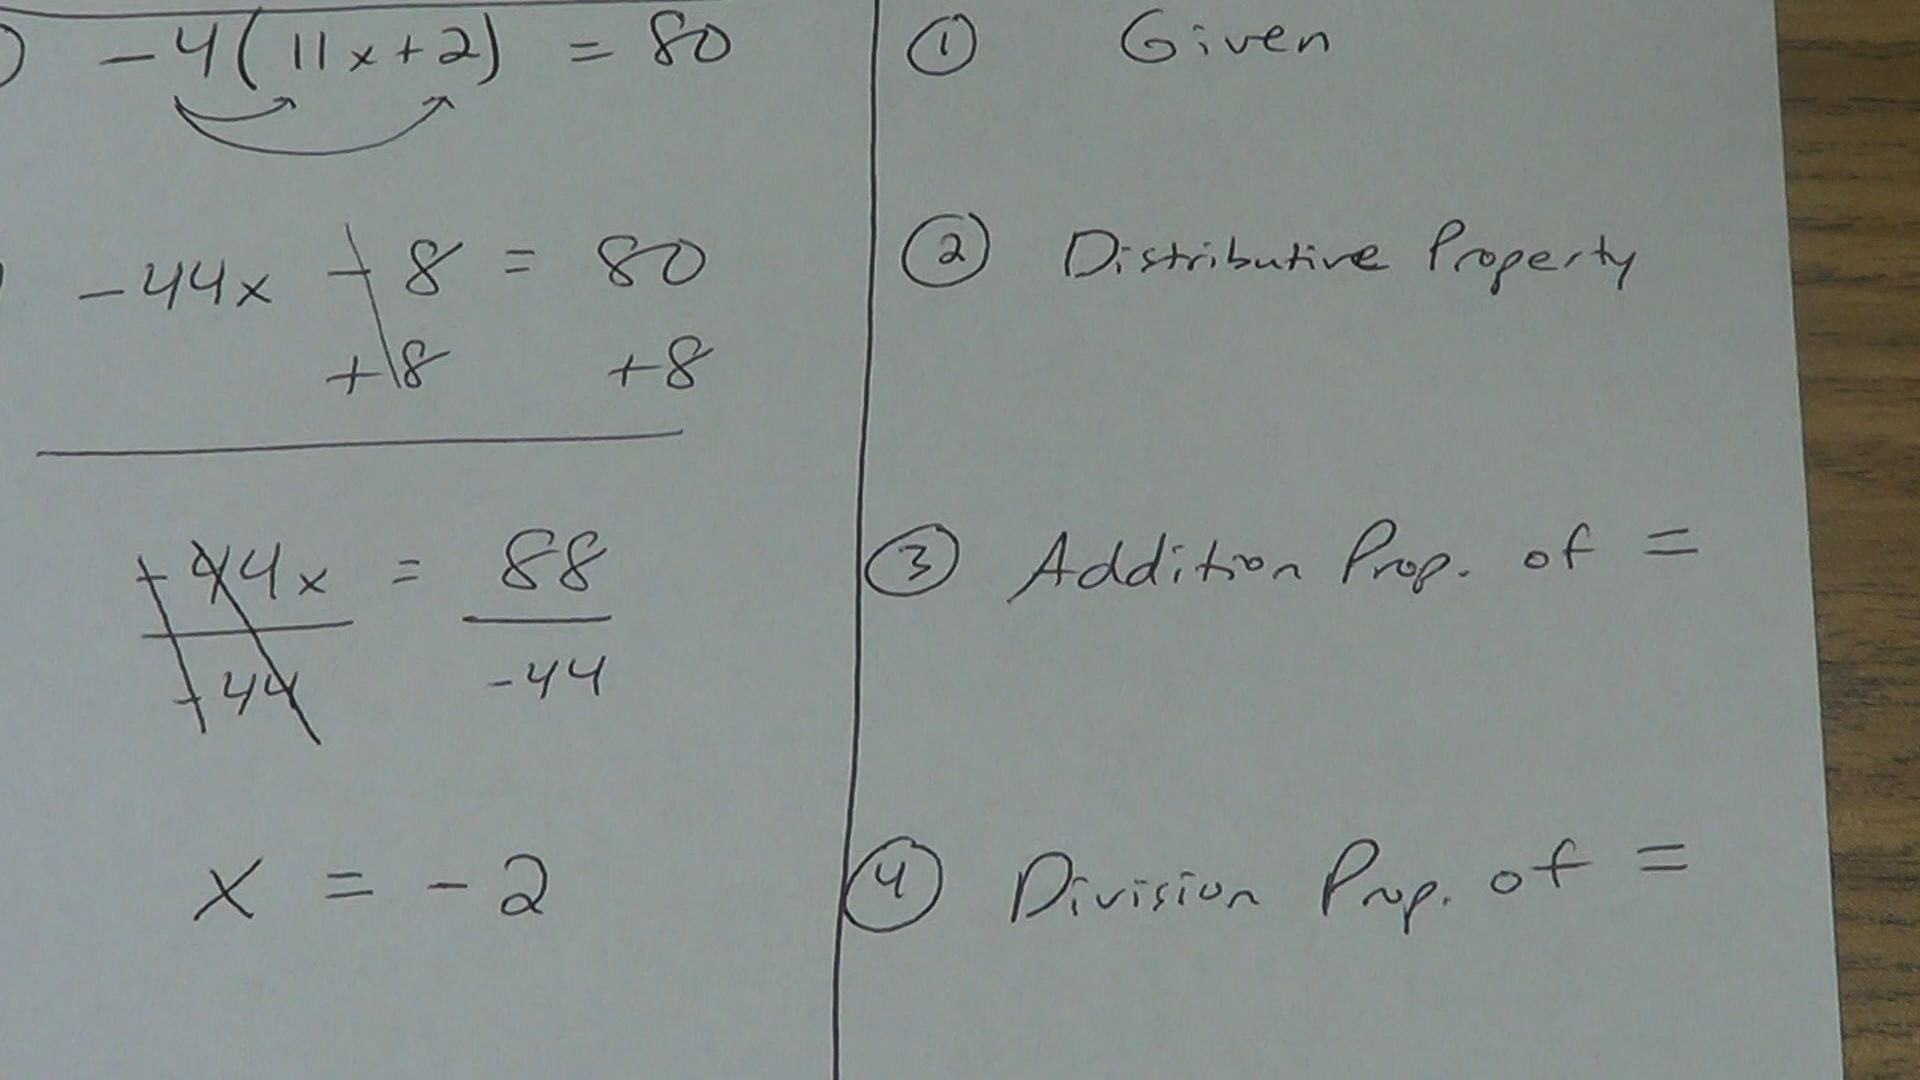 -4(11x+2) = 80
① Given
-44x - 8 = 80
② Distributive Property
+8 +8
-44x = 88
③ Addition Prop. of =
-44 -44
x = -2
④ Division Prop. of =